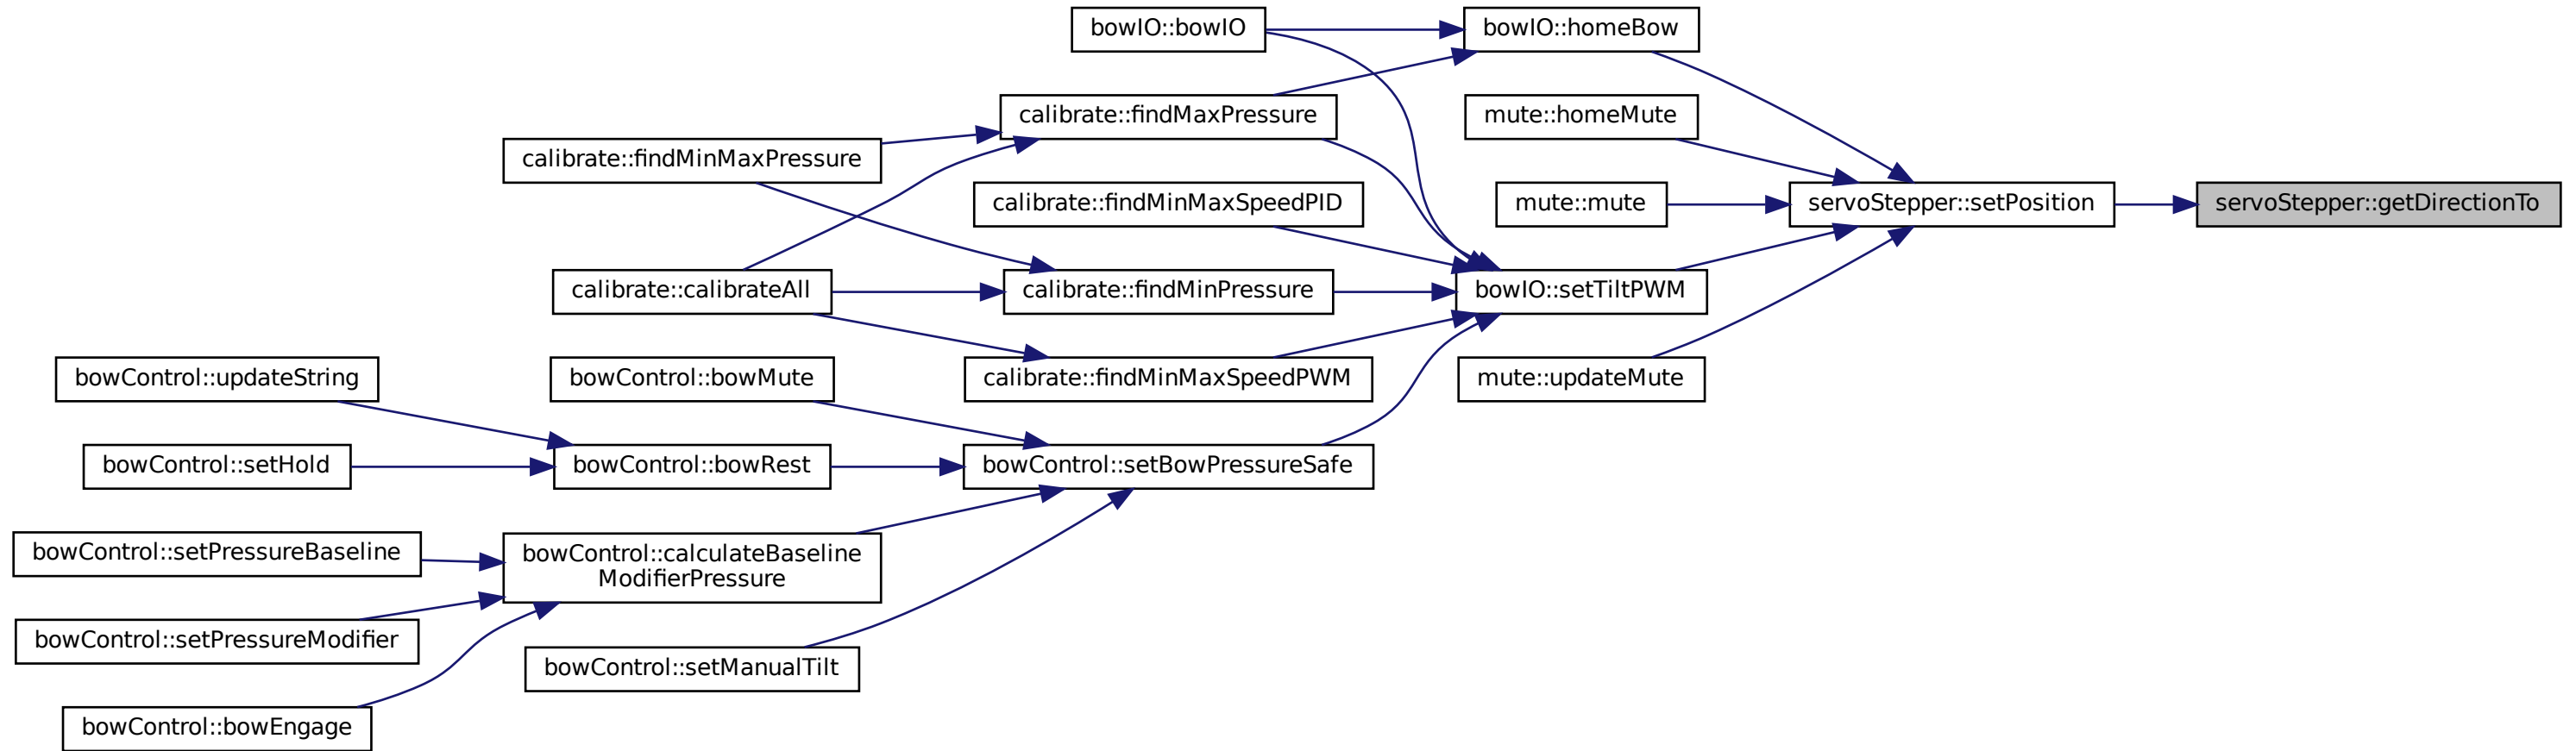 bowIO::bowIO
bowIO::homeBow
calibrate::findMaxPressure
mute::homeMute
calibrate::findMinMaxPressure
calibrate::findMinMaxSpeedPID
mute::mute
servoStepper::setPosition
servoStepper::getDirectionTo
calibrate::calibrateAll
calibrate::findMinPressure
bowIO::setTiltPWM
bowControl::updateString
bowControl::bowMute
calibrate::findMinMaxSpeedPWM
mute::updateMute
bowControl::setHold
bowControl::bowRest
bowControl::setBowPressureSafe
bowControl::setPressureBaseline
bowControl::calculateBaseline
ModifierPressure
bowControl::setPressureModifier
bowControl::setManualTilt
bowControl::bowEngage